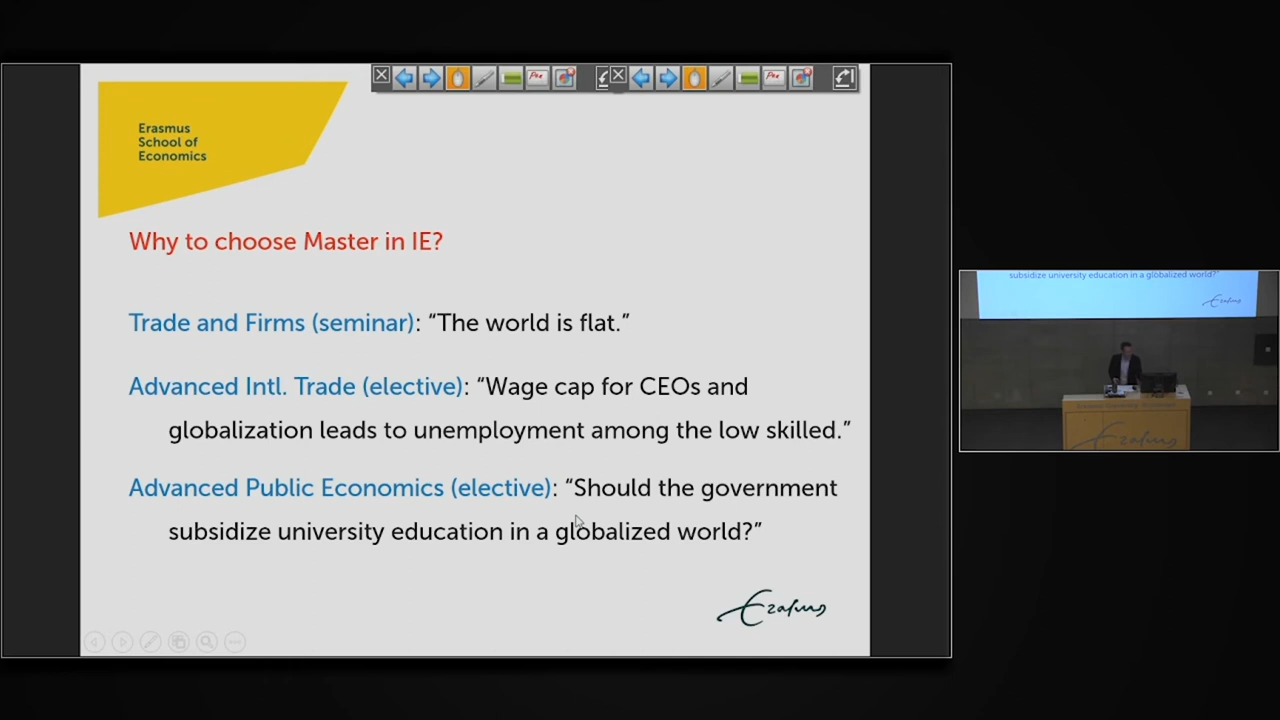 Erasmus
School of
Economics
Why to choose Master in IE?
Trade and Firms (seminar): “The world is flat.”
Advanced Intl. Trade (elective): “Wage cap for CEOs and
globalization leads to unemployment among the low skilled.”
Advanced Public Economics (elective): “Should the government
subsidize university education in a globalized world?”
Erasmus
subsidize university education in a globalized world?”
Erasmus
Erasmus